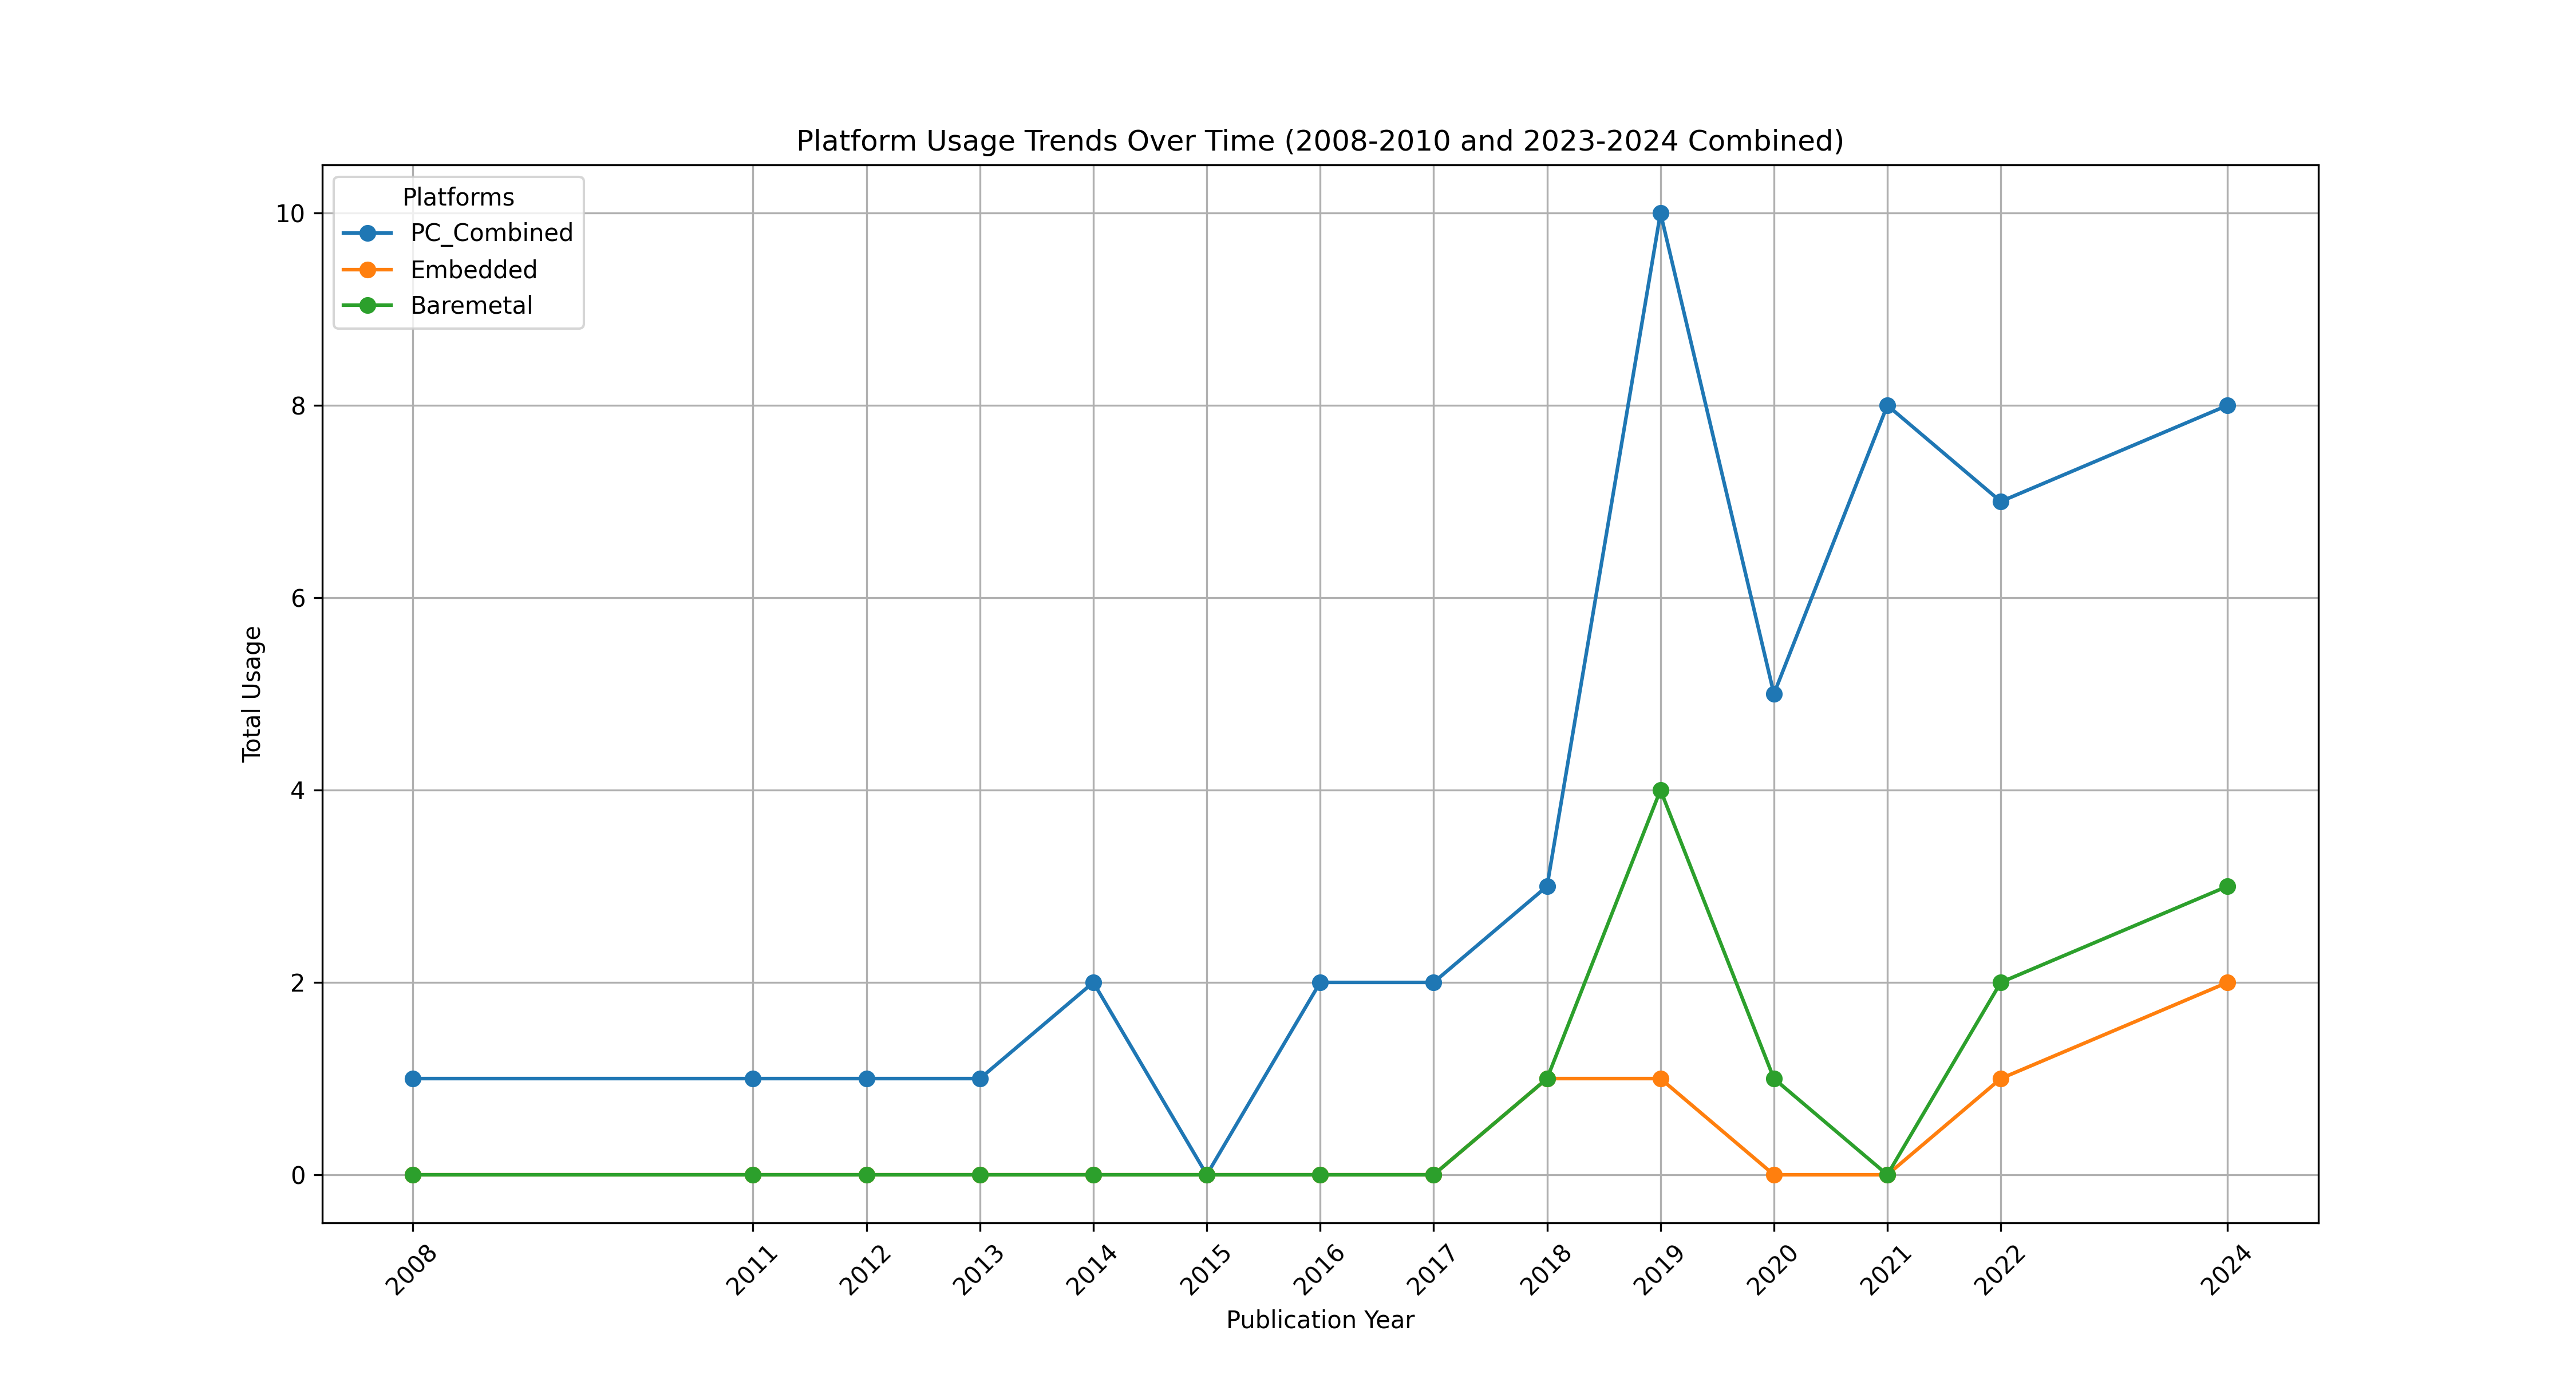 Platform Usage Trends Over Time (2008-2010 and 2023-2024 Combined)
Platforms
PC_Combined
Embedded
Baremetal
Total Usage
10
8
6
4
2
0
2008
2011
2012
2013
2014
2015
2016
2017
2018
2019
2020
2021
2022
2024
Publication Year